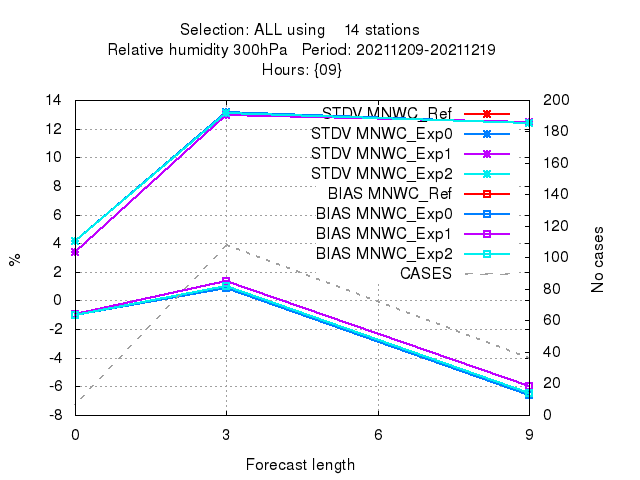 Selection: ALL using    14 stations
Relative humidity 300hPa   Period: 20211209-20211219
Hours: {09}
STDV MNWC_Ref
STDV MNWC_Exp0
STDV MNWC_Exp1
STDV MNWC_Exp2
BIAS MNWC_Ref
BIAS MNWC_Exp0
BIAS MNWC_Exp1
BIAS MNWC_Exp2
CASES
14
12
10
8
6
4
2
0
-2
-4
-6
-8
%
200
180
160
140
120
100
80
60
40
20
0
No cases
0 3 6 9
Forecast length